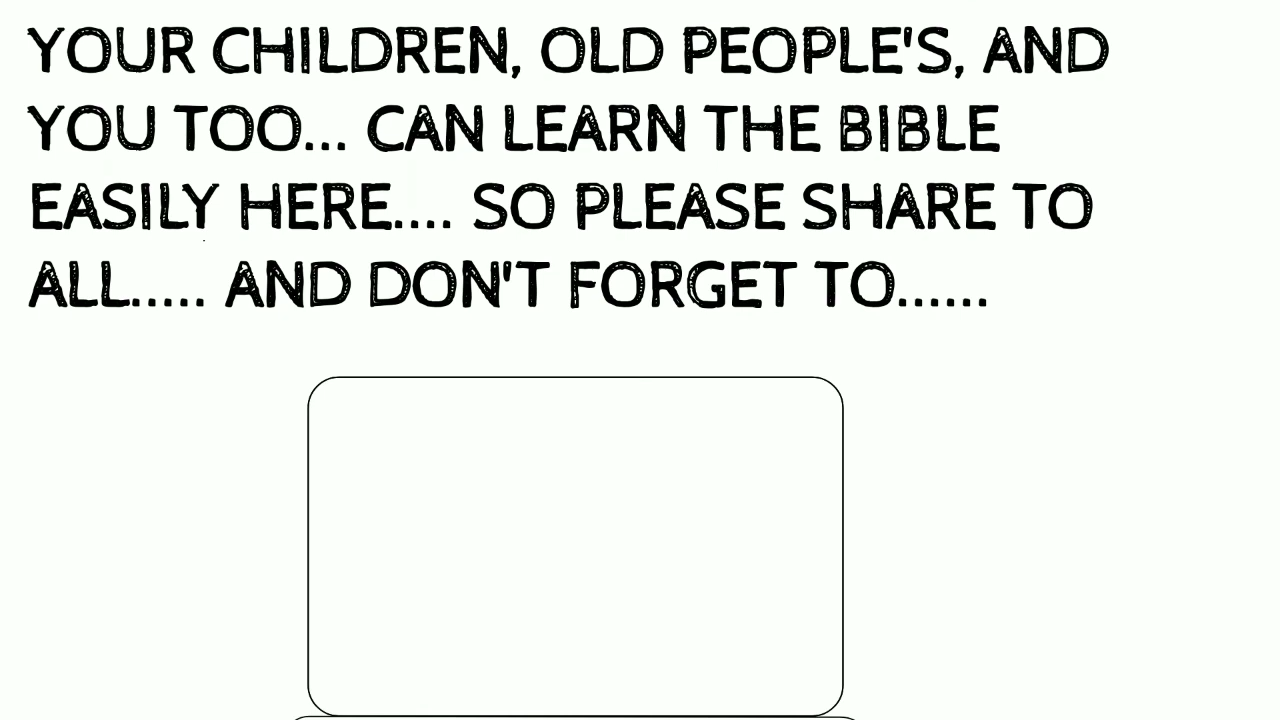 YOUR CHILDREN, OLD PEOPLE'S, AND
YOU TOO... CAN LEARN THE BIBLE
EASILY HERE.... SO PLEASE SHARE TO
ALL..... AND DON'T FORGET TO......